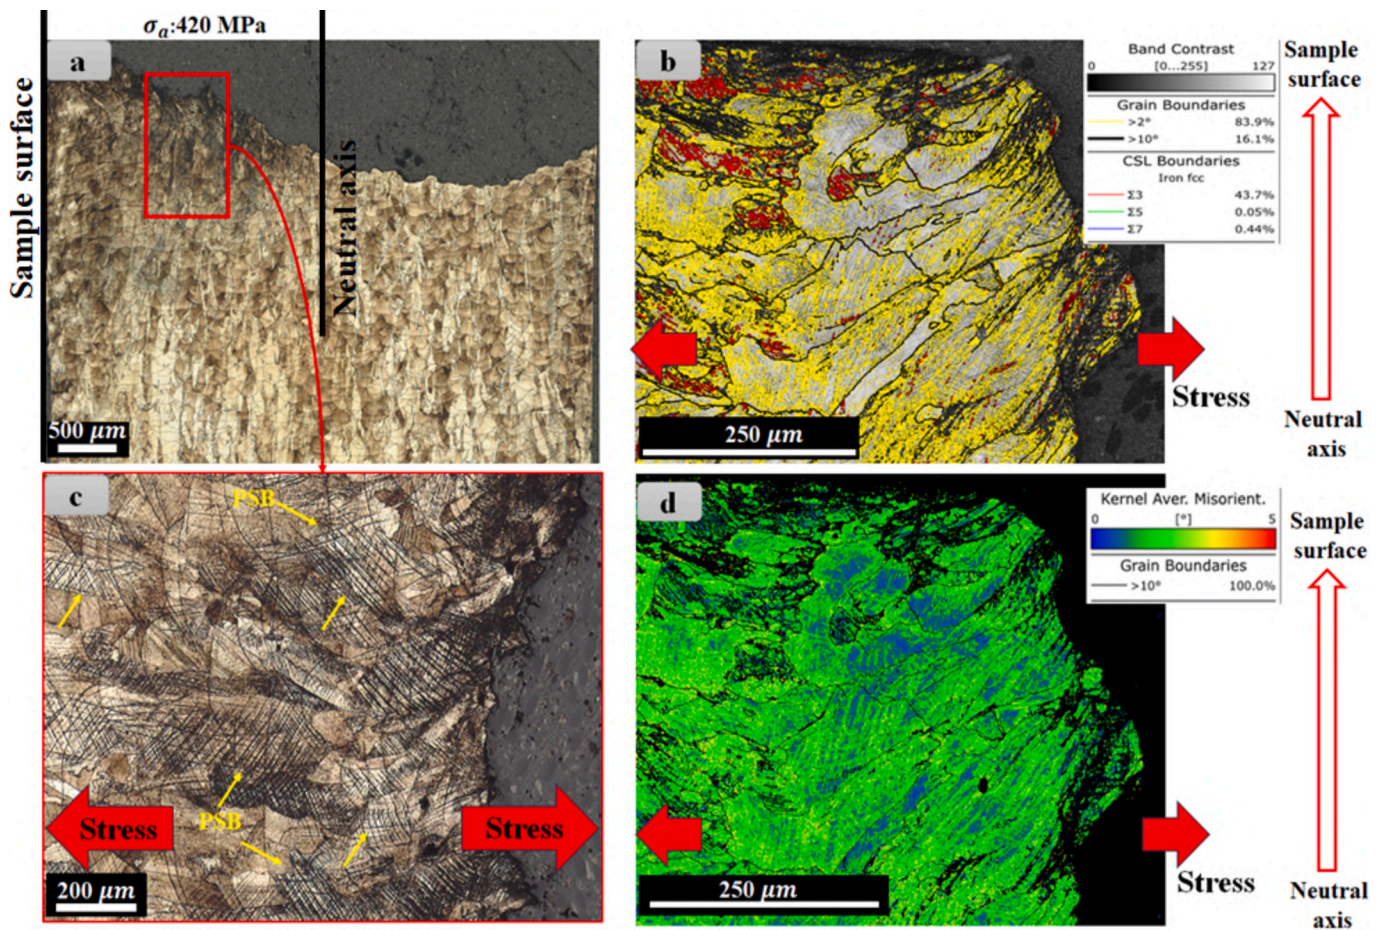 σₐ:420 MPa
a
Sample surface
Neutral axis
500 μm
b
Band Contrast
0 [0...255] 127
Grain Boundaries
>2° 83.9%
>10° 16.1%
CSL Boundaries
Iron fcc
Σ3 43.7%
Σ5 0.05%
Σ7 0.44%
Sample
surface
Stress
Neutral
axis
250 μm
c
PSB
PSB
Stress
Stress
200 μm
d
Kernel Aver. Misorient.
0 [°] 5
Grain Boundaries
>10° 100.0%
Sample
surface
250 μm
Stress
Neutral
axis